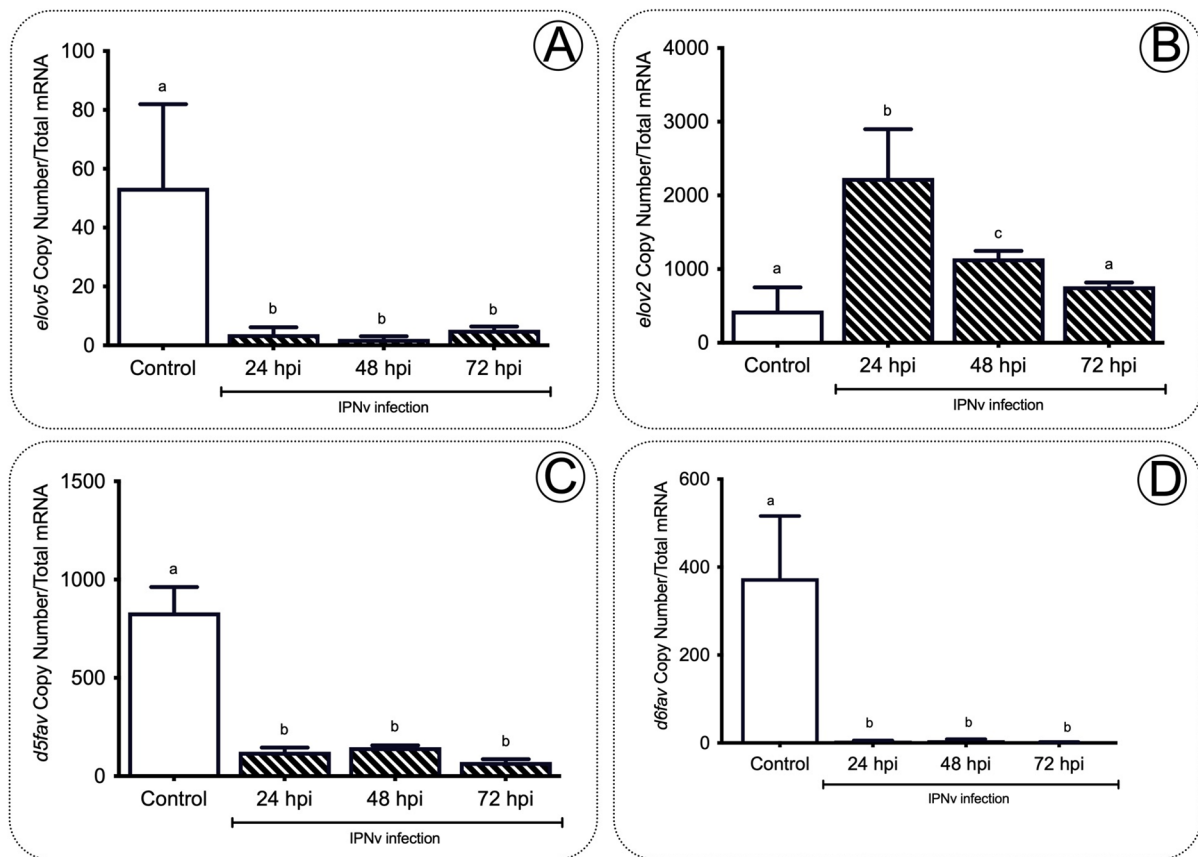 A
elov5 Copy Number/Total mRNA
100
80
60
40
20
0
a
b
b
b
Control
24 hpi
48 hpi
72 hpi
IPNv infection
B
elov2 Copy Number/Total mRNA
4000
3000
2000
1000
0
a
b
c
a
Control
24 hpi
48 hpi
72 hpi
IPNv infection
C
d5fav Copy Number/Total mRNA
1500
1000
500
0
a
b
b
b
Control
24 hpi
48 hpi
72 hpi
IPNv infection
D
d6fav Copy Number/Total mRNA
600
400
200
0
a
b
b
b
Control
24 hpi
48 hpi
72 hpi
IPNv infection